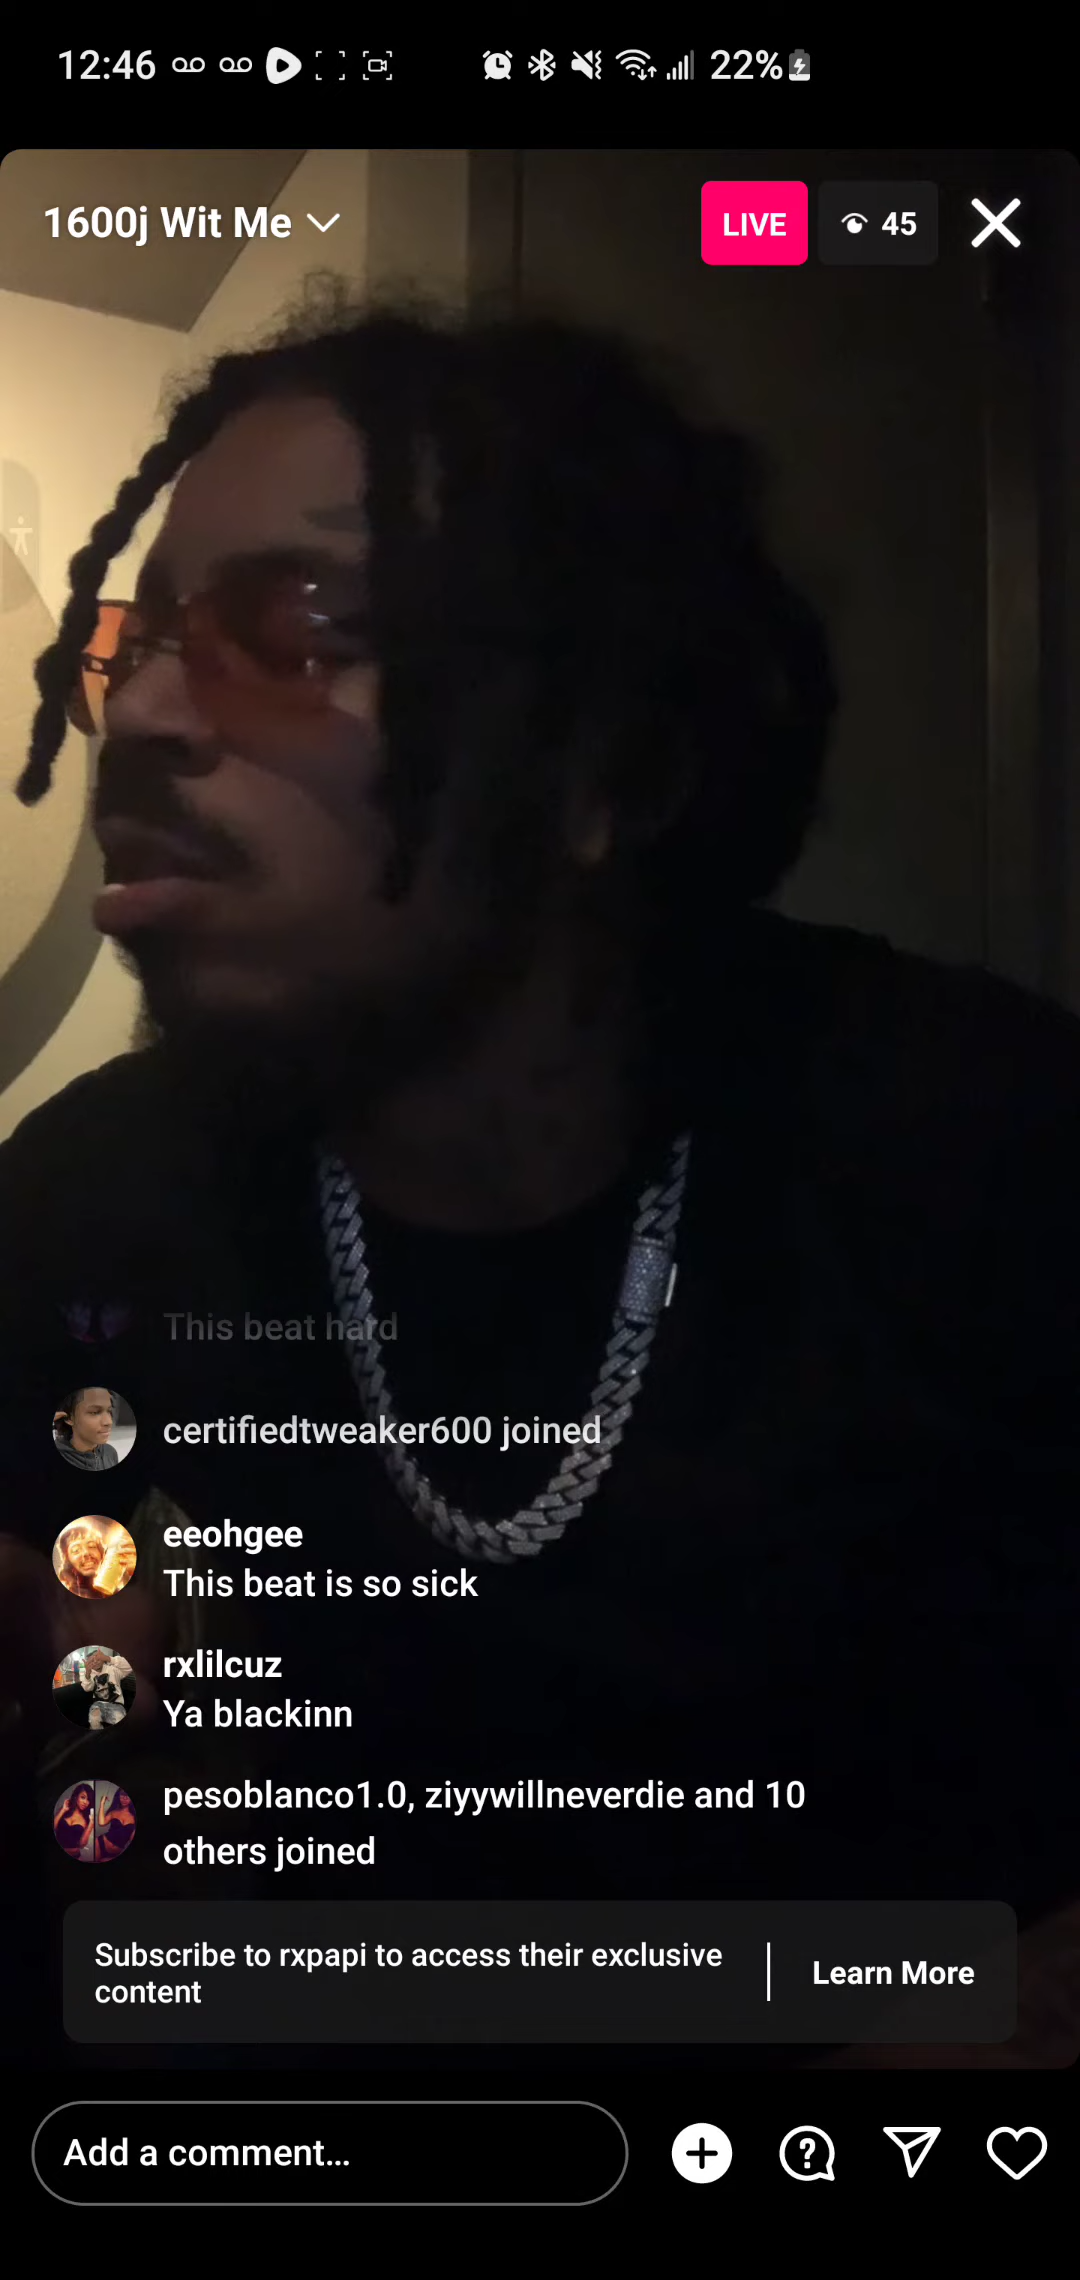 12:46
22%
1600j Wit Me
LIVE
45
This beat hard
certifiedtweaker600 joined
eeohgee
This beat is so sick
rxlilcuz
Ya blackinn
pesoblanco1.0, ziyywillneverdie and 10
others joined
Subscribe to rxpapi to access their exclusive
content
Learn More
Add a comment...